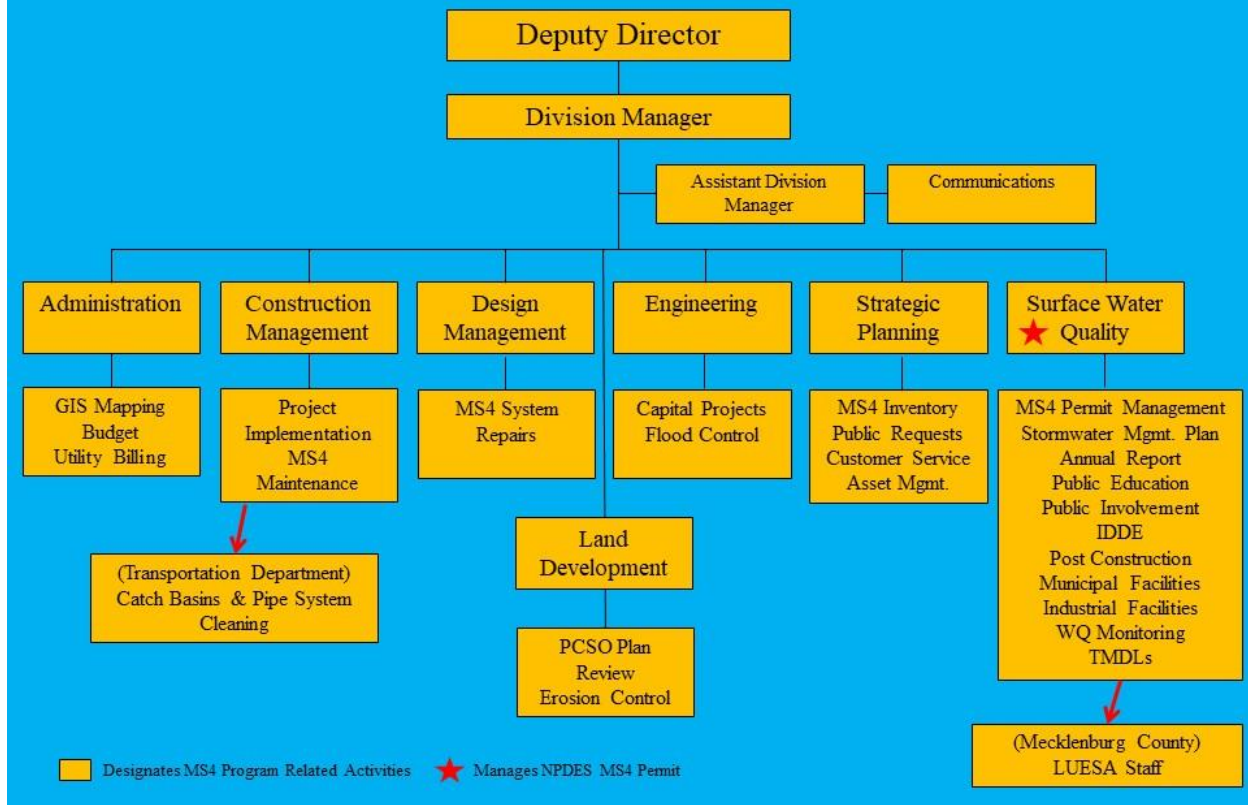 Deputy Director
Division Manager
Assistant Division
Manager
Communications
Administration
Construction
Management
Design
Management
Engineering
Strategic
Planning
Surface Water
Quality
GIS Mapping
Budget
Utility Billing
Project
Implementation
MS4
Maintenance
MS4 System
Repairs
Capital Projects
Flood Control
MS4 Inventory
Public Requests
Customer Service
Asset Mgmt.
MS4 Permit Management
Stormwater Mgmt. Plan
Annual Report
Public Education
Public Involvement
IDDE
Post Construction
Municipal Facilities
Industrial Facilities
WQ Monitoring
TMDLs
Land
Development
(Transportation Department)
Catch Basins & Pipe System
Cleaning
PCSO Plan
Review
Erosion Control
(Mecklenburg County)
LUESA Staff
Designates MS4 Program Related Activities
Manages NPDES MS4 Permit